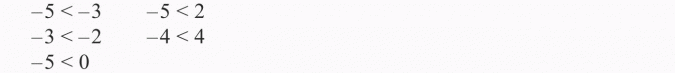 –5 < –3 –5 < 2
–3 < –2 –4 < 4
–5 < 0